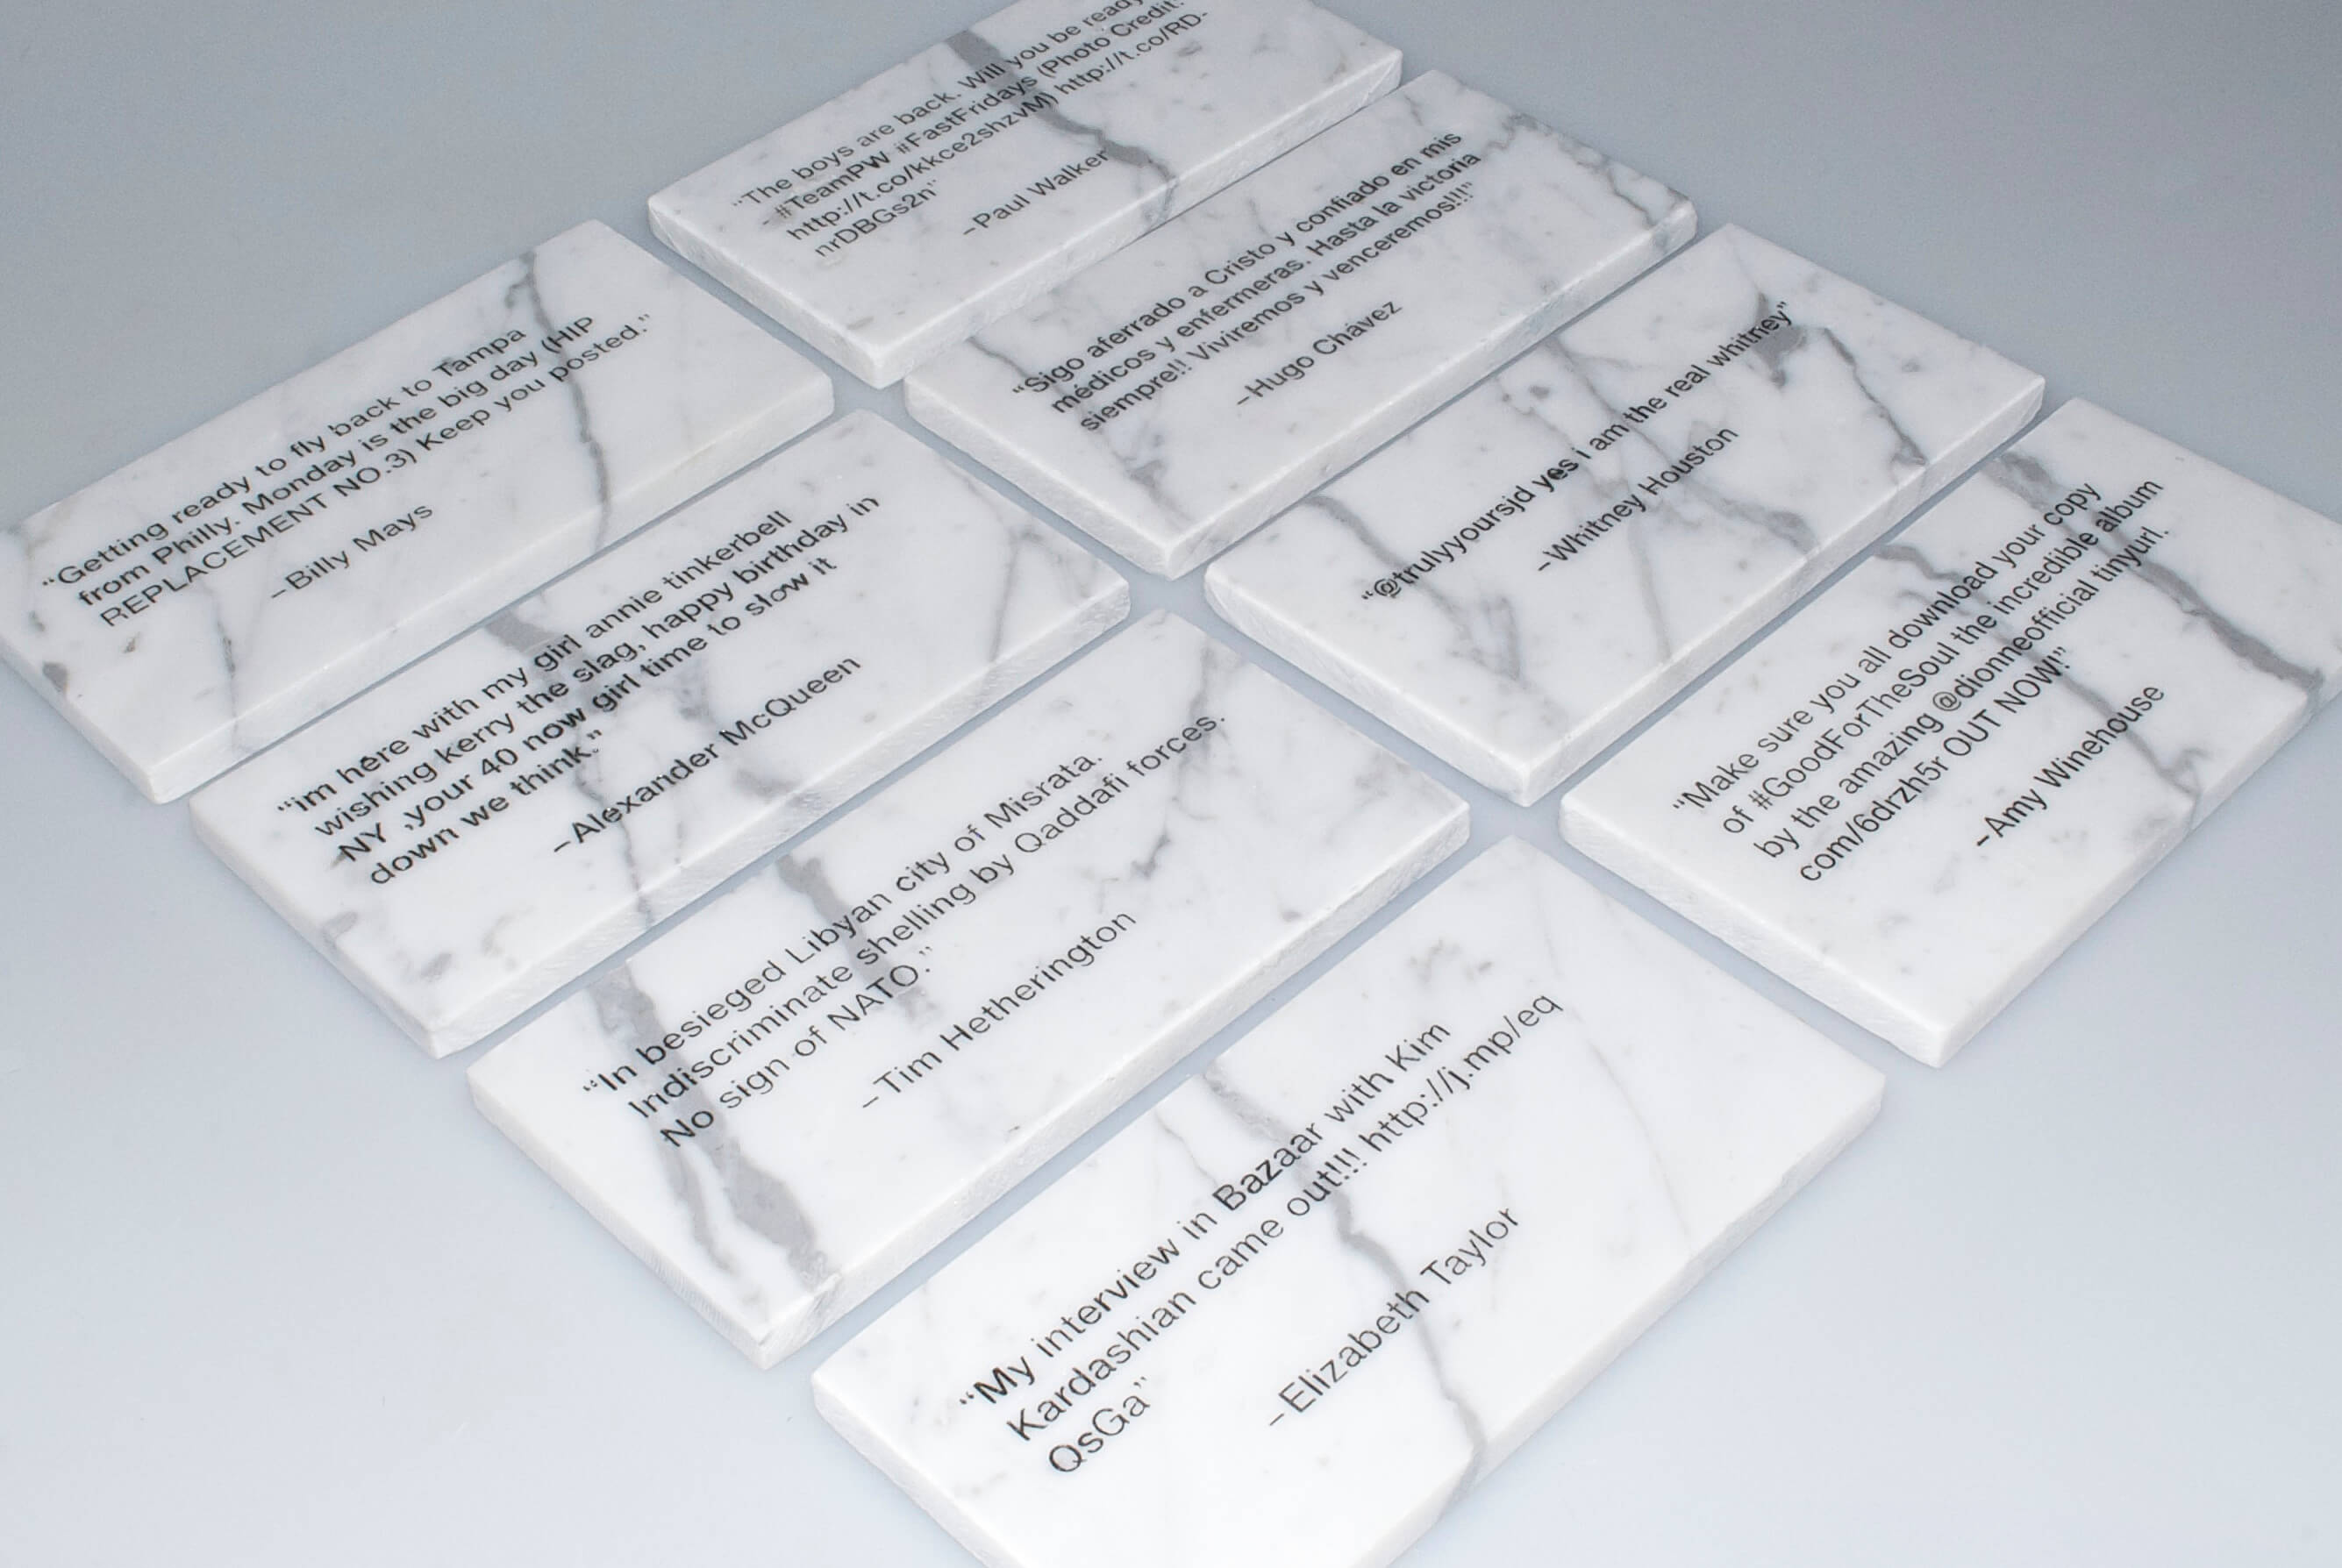 “The boys are back. Will you be ready
–#TeamPW #FastFridays (Photo Credit:
http://t.co/kkce2shzvM) http://t.co/RD-
nrDBGs2n”
–Paul Walker
“Sigo aferrado a Cristo y confiado en mis
médicos y enfermeras. Hasta la victoria
siempre!! Viviremos y venceremos!!!”
–Hugo Chávez
“@trulyyoursjd yes i am the real whitney”
–Whitney Houston
“Make sure you all download your copy
of #GoodForTheSoul the incredible album
by the amazing @dionneofficial tinyurl.
com/6drzh5r OUT NOW!”
–Amy Winehouse
“Getting ready to fly back to Tampa
from Philly. Monday is the big day (HIP
REPLACEMENT NO.3) Keep you posted.”
–Billy Mays
“im here with my girl annie tinkerbell
wishing kerry the slag, happy birthday in
NY ,your 40 now girl time to slow it
down we think”
–Alexander McQueen
“In besieged Libyan city of Misrata.
Indiscriminate shelling by Qaddafi forces.
No sign of NATO.”
–Tim Hetherington
“My interview in Bazaar with Kim
Kardashian came out!!! http://j.mp/eq
QsGa”
–Elizabeth Taylor